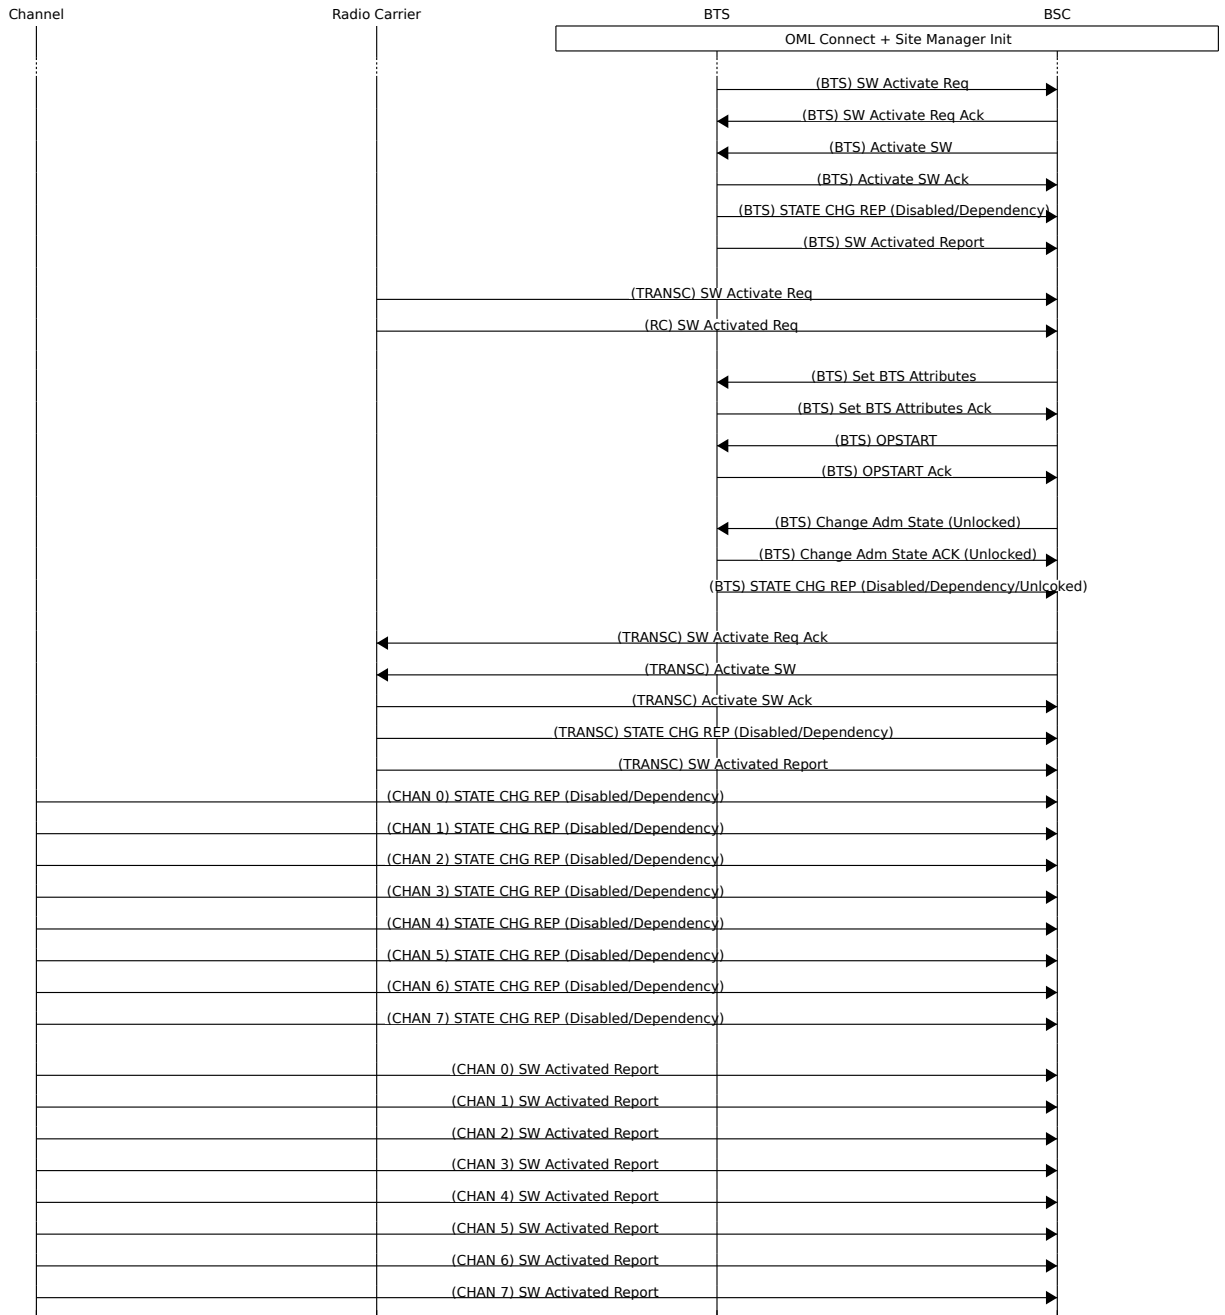 Channel Radio Carrier BTS BSC
OML Connect + Site Manager Init
(BTS) SW Activate Req
(BTS) SW Activate Req Ack
(BTS) Activate SW
(BTS) Activate SW Ack
(BTS) STATE CHG REP (Disabled/Dependency)
(BTS) SW Activated Report
(TRANSC) SW Activate Req
(RC) SW Activated Req
(BTS) Set BTS Attributes
(BTS) Set BTS Attributes Ack
(BTS) OPSTART
(BTS) OPSTART Ack
(BTS) Change Adm State (Unlocked)
(BTS) Change Adm State ACK (Unlocked)
(BTS) STATE CHG REP (Disabled/Dependency/Unlcoked)
(TRANSC) SW Activate Req Ack
(TRANSC) Activate SW
(TRANSC) Activate SW Ack
(TRANSC) STATE CHG REP (Disabled/Dependency)
(TRANSC) SW Activated Report
(CHAN 0) STATE CHG REP (Disabled/Dependency)
(CHAN 1) STATE CHG REP (Disabled/Dependency)
(CHAN 2) STATE CHG REP (Disabled/Dependency)
(CHAN 3) STATE CHG REP (Disabled/Dependency)
(CHAN 4) STATE CHG REP (Disabled/Dependency)
(CHAN 5) STATE CHG REP (Disabled/Dependency)
(CHAN 6) STATE CHG REP (Disabled/Dependency)
(CHAN 7) STATE CHG REP (Disabled/Dependency)
(CHAN 0) SW Activated Report
(CHAN 1) SW Activated Report
(CHAN 2) SW Activated Report
(CHAN 3) SW Activated Report
(CHAN 4) SW Activated Report
(CHAN 5) SW Activated Report
(CHAN 6) SW Activated Report
(CHAN 7) SW Activated Report